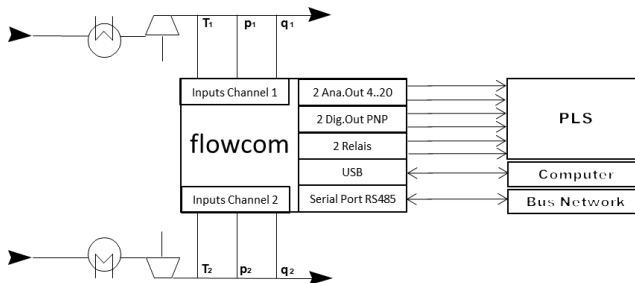 T1 p1 q1
Inputs Channel 1
2 Ana.Out 4..20
2 Dig.Out PNP
PLS
flowcom
2 Relais
USB
Computer
Inputs Channel 2
Serial Port RS485
Bus Network
T2 p2 q2